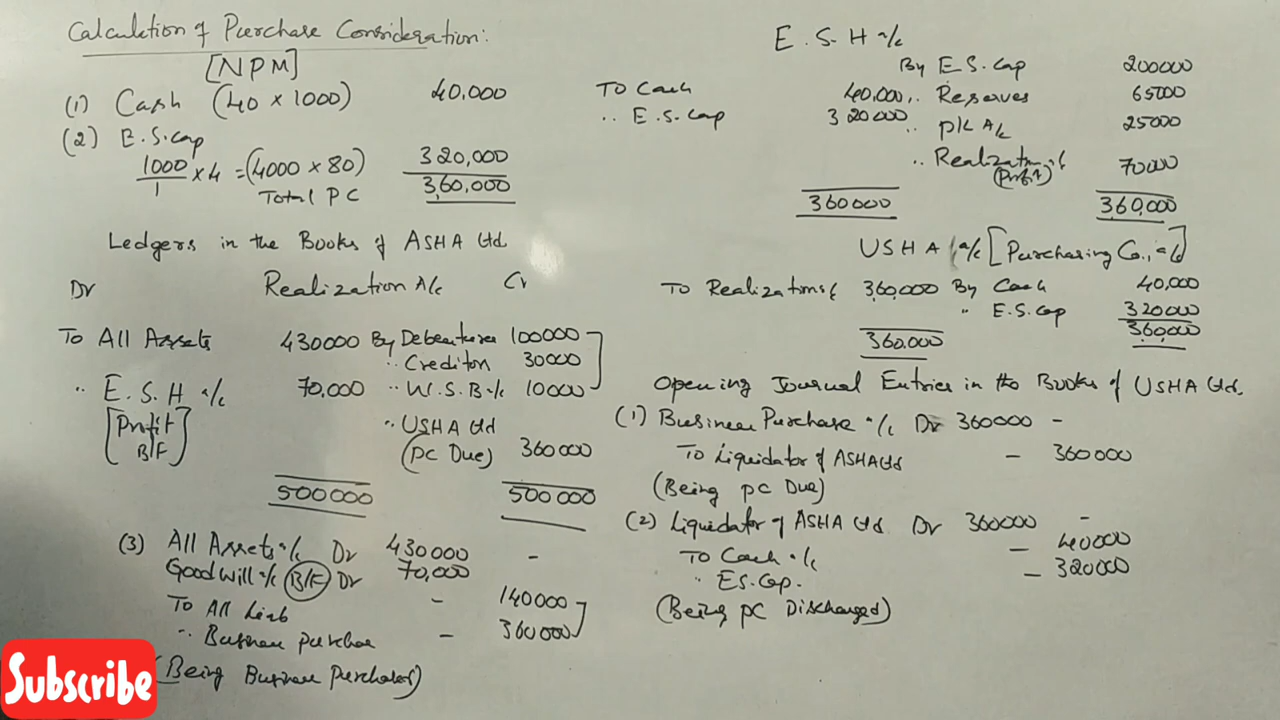 Calculation of Purchase Consideration:
[NPM]
(1) Cash (40 x 1000) 40,000
(2) E.S.Cap
1000/1 x 4 = (4000 x 80) 320,000
Total PC 3,60,000
Ledgers in the Books of ASHA Ltd
Dr Realization A/c Cr
To All Assets 430000 By Debentures 100000
.. Creditors 30000
.. E.S.H a/c 70,000 .. W.S.B a/c 10000
[Profit B/F]
.. USHA Ltd
(PC Due) 360000
500000 500000
(3) All Assets a/c Dr 430000 -
Goodwill a/c (B/F) Dr 70,000
To All Liab - 140000
.. Business purchase - 360000
(Being Business Purchased)
E.S.H a/c
By E.S.Cap 200000
To Cash 40,000 .. Reserves 65000
.. E.S.Cap 320000 .. P/L A/c 25000
.. Realization a/c 70000
(Profit)
360000 360,000
USHA a/c [Purchasing Co., a/c]
To Realization a/c 3,60,000 By Cash 40,000
" E.S.Cap 320000
360.000 360000
Opening Journal Entries in the Books of USHA Ltd.
(1) Business Purchase a/c Dr 360000 -
To Liquidator of ASHA Ltd - 360000
(Being PC Due)
(2) Liquidator of ASHA Ltd Dr 360000 -
To Cash a/c - 40000
" ES.Cap. - 320000
(Being PC Discharged)
Subscribe